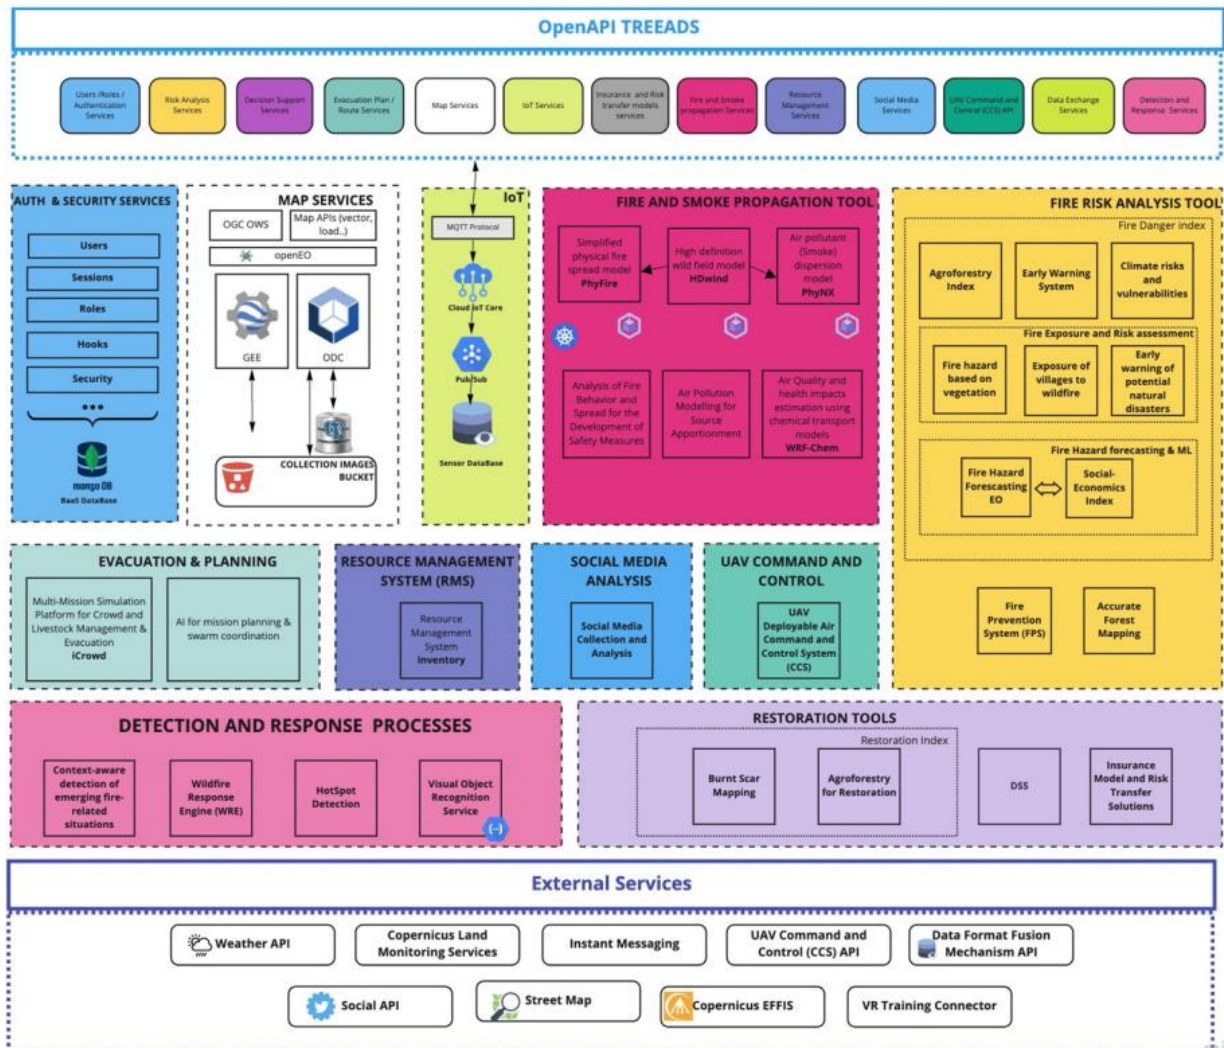 OpenAPI TREEADS
Users /Roles /
Authentication
Services
Risk Analysis
Services
Decision Support
Services
Evacuation Plan /
Route Services
Map Services
IoT Services
Insurance and Risk
transfer models
services
Fire and Smoke
propagation Services
Resource
Management
Services
Social Media
Services
UAV Command and
Control (CCS) API
Data Exchange
Services
Detection and
Response Services
AUTH & SECURITY SERVICES
Users
Sessions
Roles
Hooks
Security
•••
mongo DB
BaaS DataBase
MAP SERVICES
OGC OWS
Map APIs (vector,
load..)
openEO
GEE
ODC
COLLECTION IMAGES
BUCKET
IoT
MQTT Protocol
Cloud IoT Core
Pub/Sub
Sensor DataBase
FIRE AND SMOKE PROPAGATION TOOL
Simplified
physical fire
spread model
PhyFire
High definition
wild field model
HDwind
Air pollutant
(Smoke)
dispersion
model
PhyNX
Analysis of Fire
Behavior and
Spread for the
Development of
Safety Measures
Air Pollution
Modelling for
Source
Apportionment
Air Quality and
health impacts
estimation using
chemical transport
models
WRF-Chem
FIRE RISK ANALYSIS TOOL
Fire Danger index
Agroforestry
Index
Early Warning
System
Climate risks
and
vulnerabilities
Fire Exposure and Risk assessment
Fire hazard
based on
vegetation
Exposure of
villages to
wildfire
Early
warning of
potential
natural
disasters
Fire Hazard forecasting & ML
Fire Hazard
Forescasting
EO
Social-
Economics
Index
Fire
Prevention
System (FPS)
Accurate
Forest
Mapping
EVACUATION & PLANNING
Multi-Mission Simulation
Platform for Crowd and
Livestock Management &
Evacuation
iCrowd
AI for mission planning &
swarm coordination
RESOURCE MANAGEMENT
SYSTEM (RMS)
Resource
Management
System
Inventory
SOCIAL MEDIA
ANALYSIS
Social Media
Collection and
Analysis
UAV COMMAND AND
CONTROL
UAV
Deployable Air
Command and
Control System
(CCS)
DETECTION AND RESPONSE PROCESSES
Context-aware
detection of
emerging fire-
related
situations
Wildfire
Response
Engine (WRE)
HotSpot
Detection
Visual Object
Recognition
Service
RESTORATION TOOLS
Restoration Index
Burnt Scar
Mapping
Agroforestry
for Restoration
DSS
Insurance
Model and Risk
Transfer
Solutions
External Services
Weather API
Copernicus Land
Monitoring Services
Instant Messaging
UAV Command and
Control (CCS) API
Data Format Fusion
Mechanism API
Social API
Street Map
Copernicus EFFIS
VR Training Connector